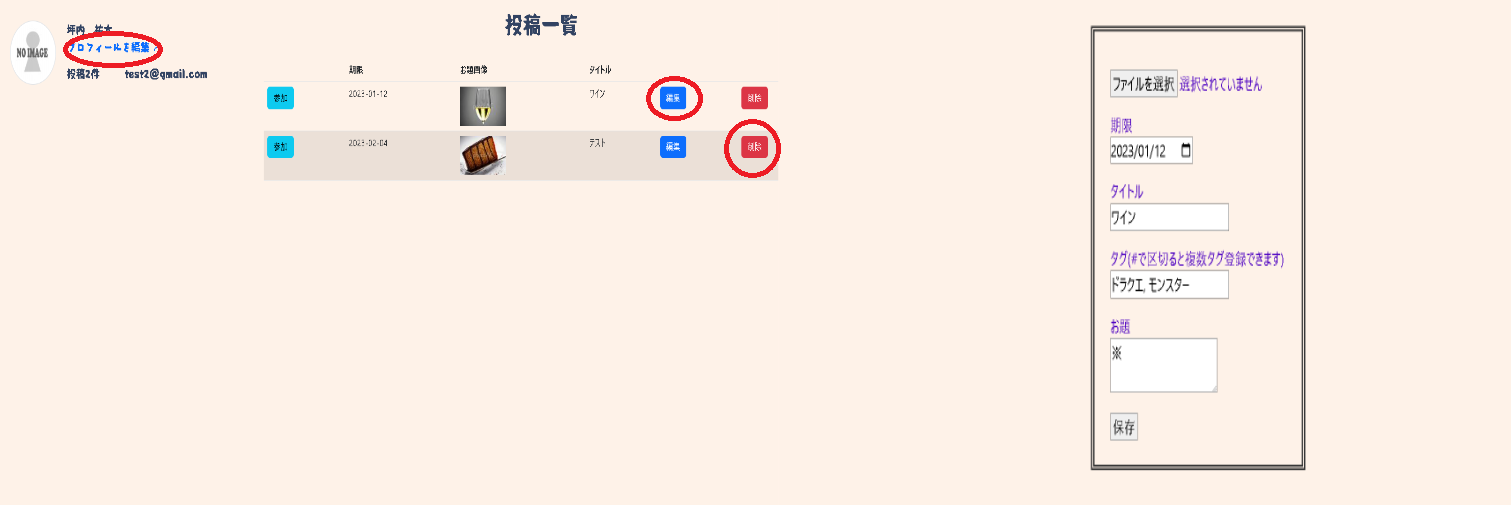 投稿一覧
NO IMAGE
坪内 祐太
プロフィールを編集
投稿2件 test2@gmail.com
期限 お題画像 タイトル
参加 2023-01-12 ワイン 編集 削除
参加 2023-02-04 テスト 編集 削除
ファイルを選択 選択されていません
期限
2023/01/12
タイトル
ワイン
タグ(#で区切ると複数タグ登録できます)
ドラクエ, モンスター
お題
※
保存